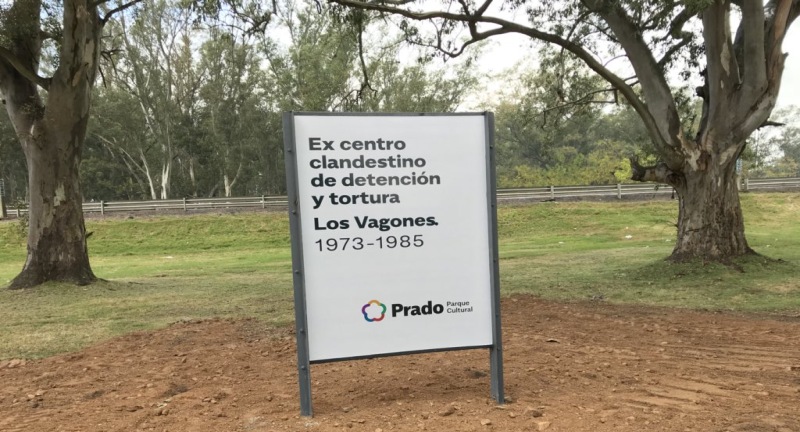 Ex centro
clandestino
de detención
y tortura
Los Vagones.
1973-1985
Prado Parque
Cultural